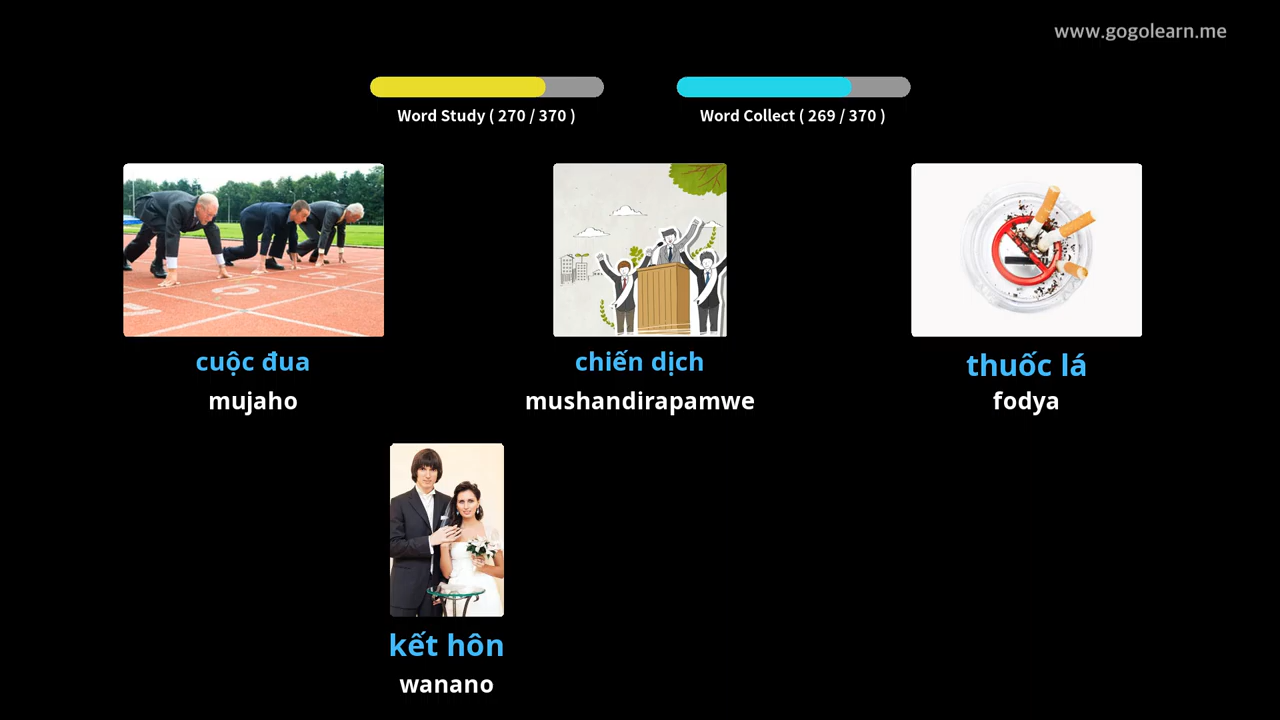 www.gogolearn.me
Word Study ( 270 / 370 )
Word Collect ( 269 / 370 )
cuộc đua
mujaho
chiến dịch
mushandirapamwe
thuốc lá
fodya
kết hôn
wanano